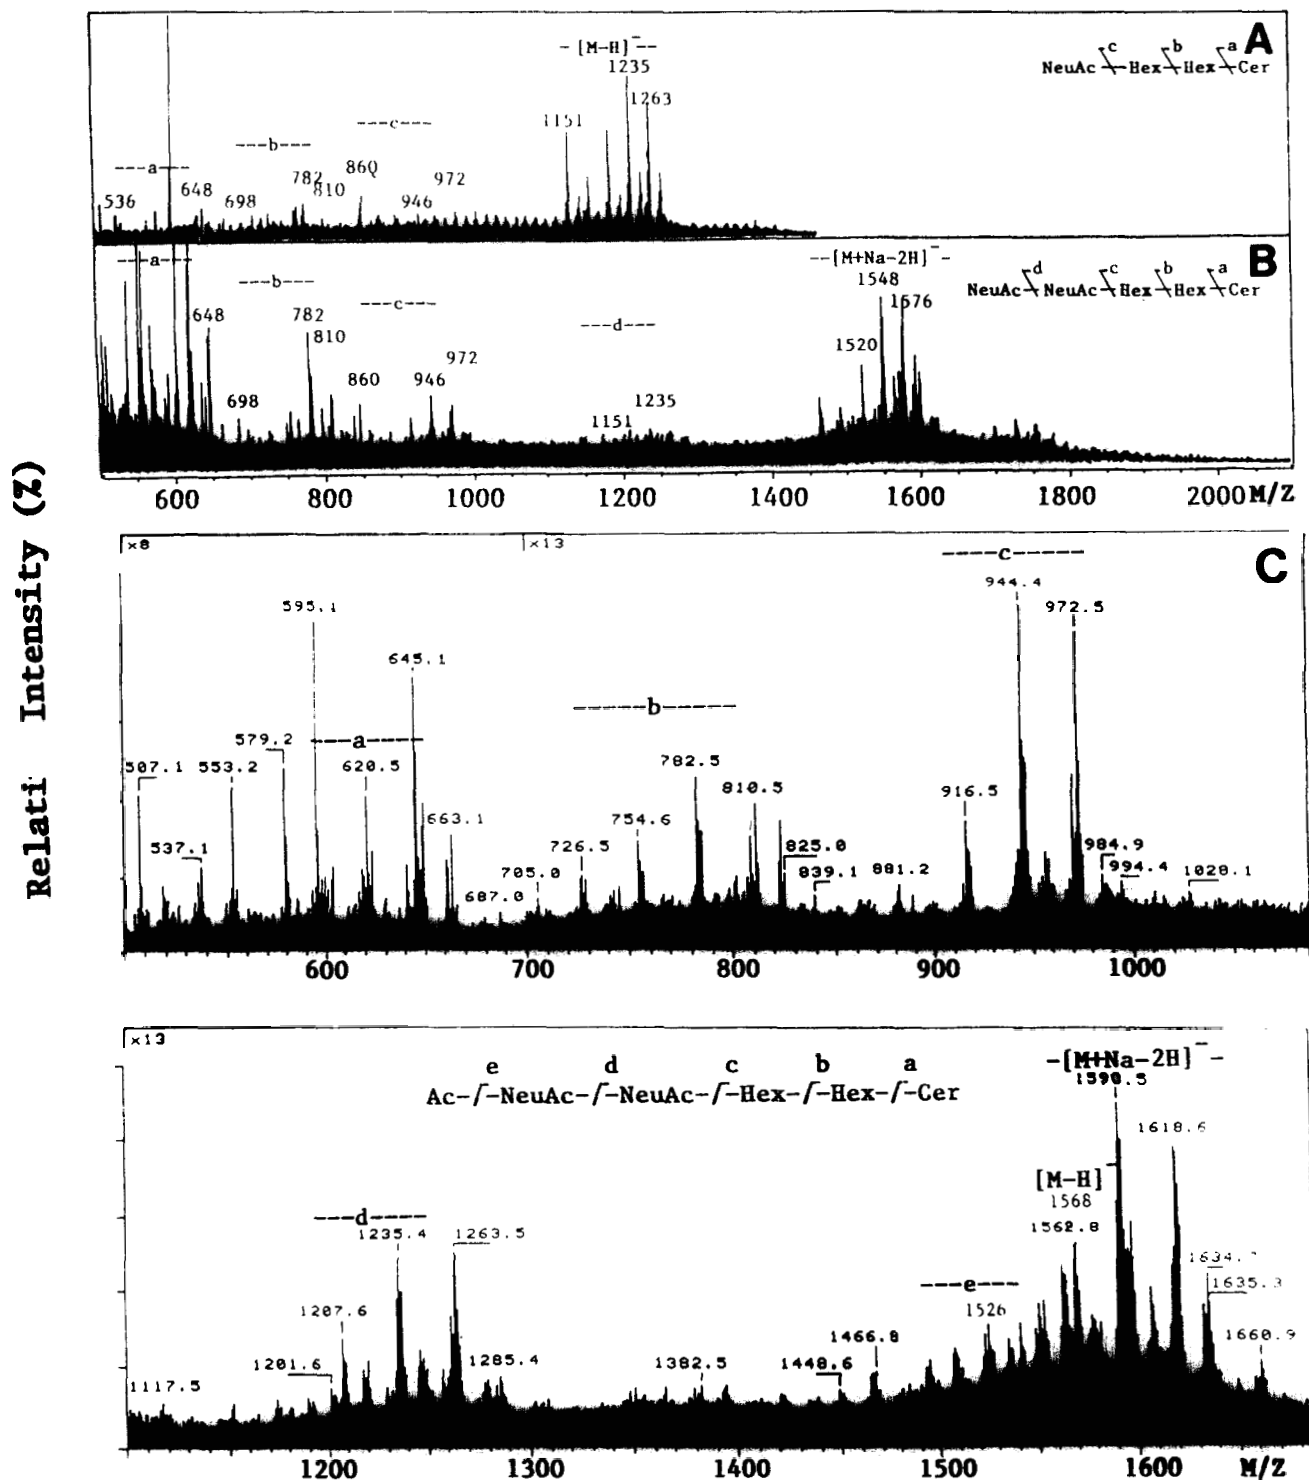 A
-[M-H]⁻--
1235
1263
1151
c b a
NeuAc Hex Hex Cer
---c----
---b----
---a---
860
972
782
810
946
648
698
536
B
--[M+Na-2H]⁻-
1548
1576
1520
d c b a
NeuAc NeuAc Hex Hex Cer
---a---
---b----
---c----
---d---
648
782
810
972
860
946
698
1235
1151
600 800 1000 1200 1400 1600 1800 2000 M/Z
Intensity (%)
C
x8
x13
----c------
944.4
972.5
595.1
645.1
------b------
---a----
579.2
507.1 553.2
620.5
782.5
810.5
916.5
663.1
754.6
726.5
825.0
537.1
705.0
687.0
839.1
881.2
984.9
994.4
1028.1
600 700 800 900 1000
x13
e d c b a
Ac-/-NeuAc-/-NeuAc-/-Hex-/-Hex-/-Cer
-[M+Na-2H]⁻-
1590.5
1618.6
[M-H]⁻
1568
1562.8
---d----
1235.4
1263.5
---e---
1526
1635.3
1207.6
1201.6
1285.4
1117.5
1382.5
1448.6
1466.8
1660.9
1200 1300 1400 1500 1600 M/Z